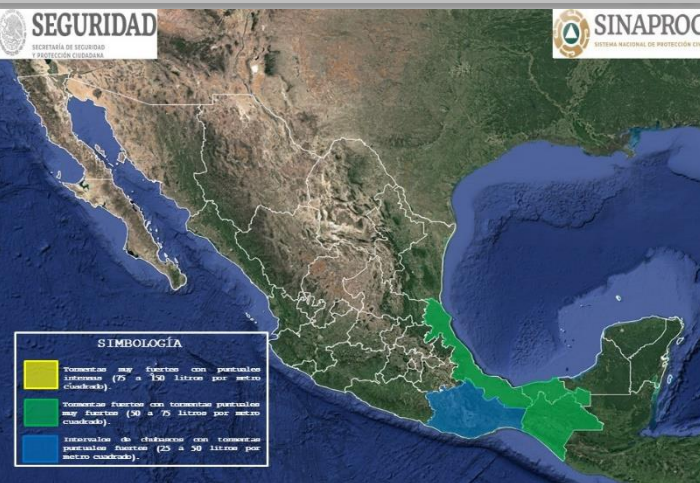 SEGURIDAD
SECRETARÍA DE SEGURIDAD
Y PROTECCIÓN CIUDADANA
SINAPROC
SISTEMA NACIONAL DE PROTECCIÓN CIV
SIMBOLOGÍA
Tormentas muy fuertes con puntuales
intensas (75 a 150 litros por metro
cuadrado).
Tormentas fuertes con tormentas puntuales
muy fuertes (50 a 75 litros por metro
cuadrado).
Intervalos de chubascos con tormentas
puntuales fuertes (25 a 50 litros por
metro cuadrado).